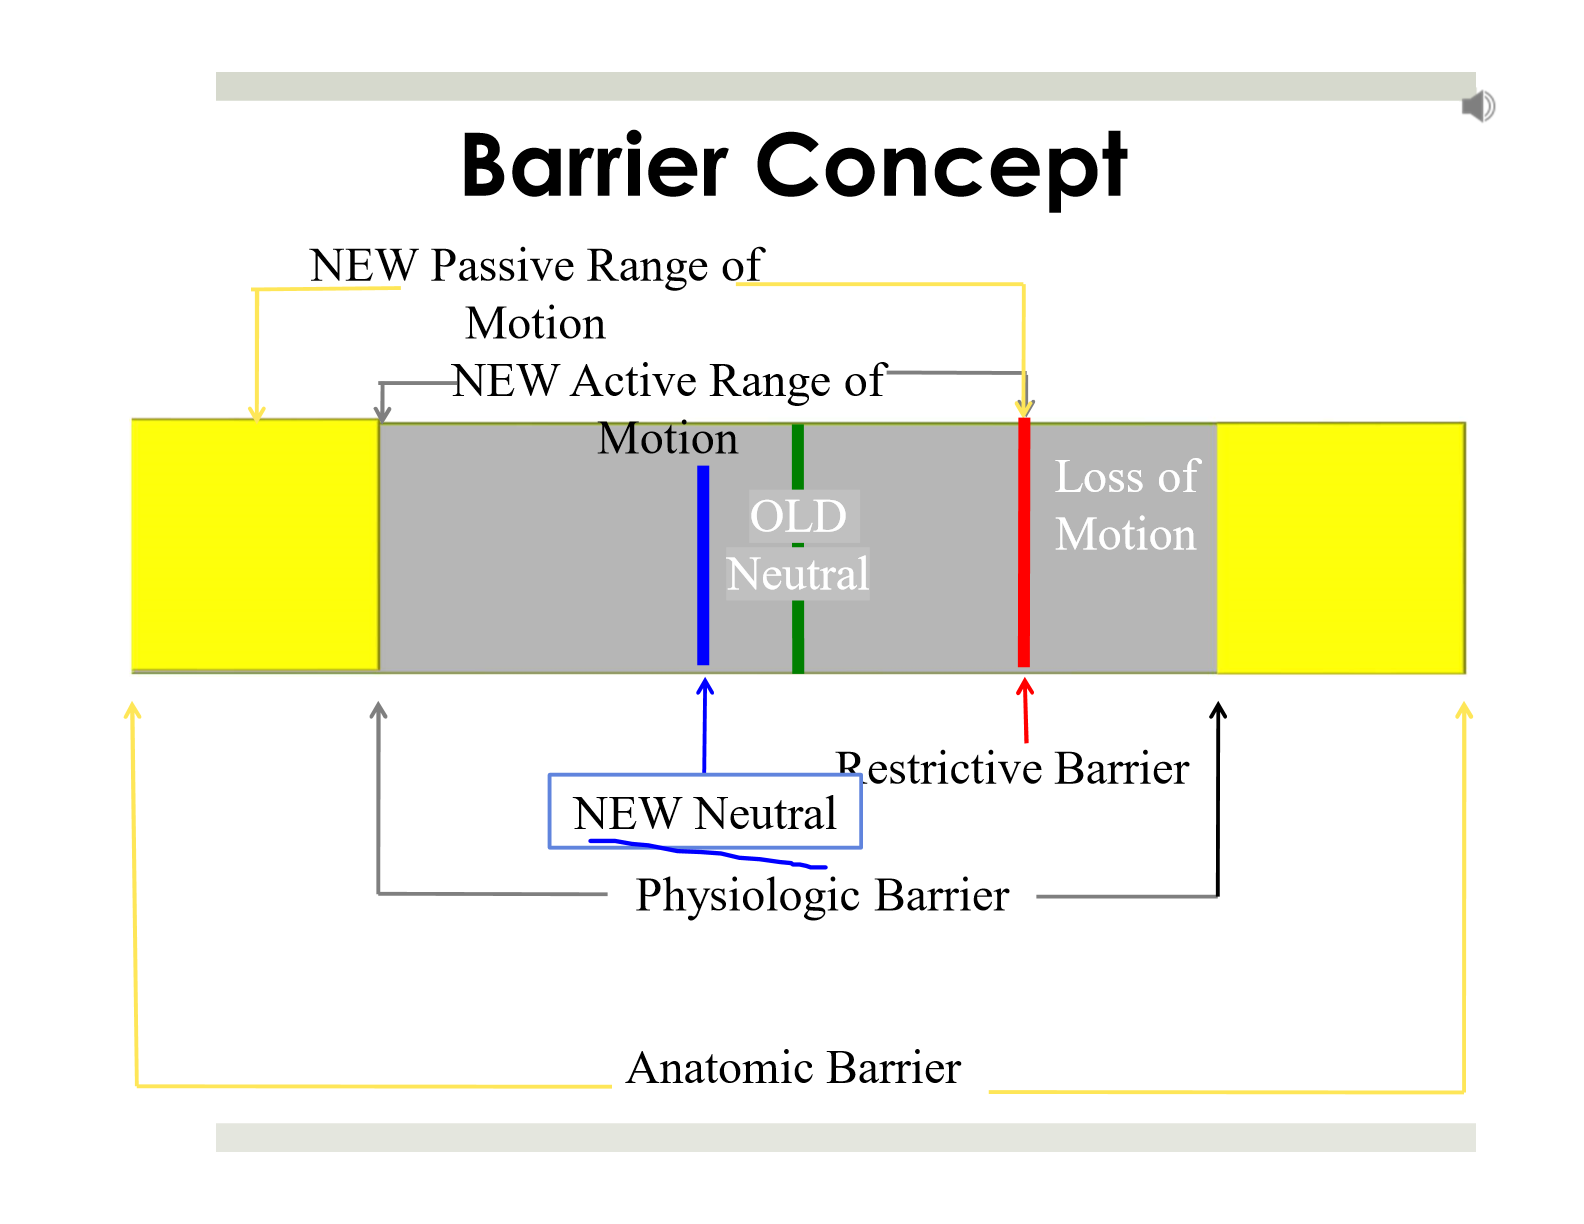 Barrier Concept
NEW Passive Range of
Motion
NEW Active Range of
Motion
OLD
Neutral
Loss of
Motion
Restrictive Barrier
NEW Neutral
Physiologic Barrier
Anatomic Barrier